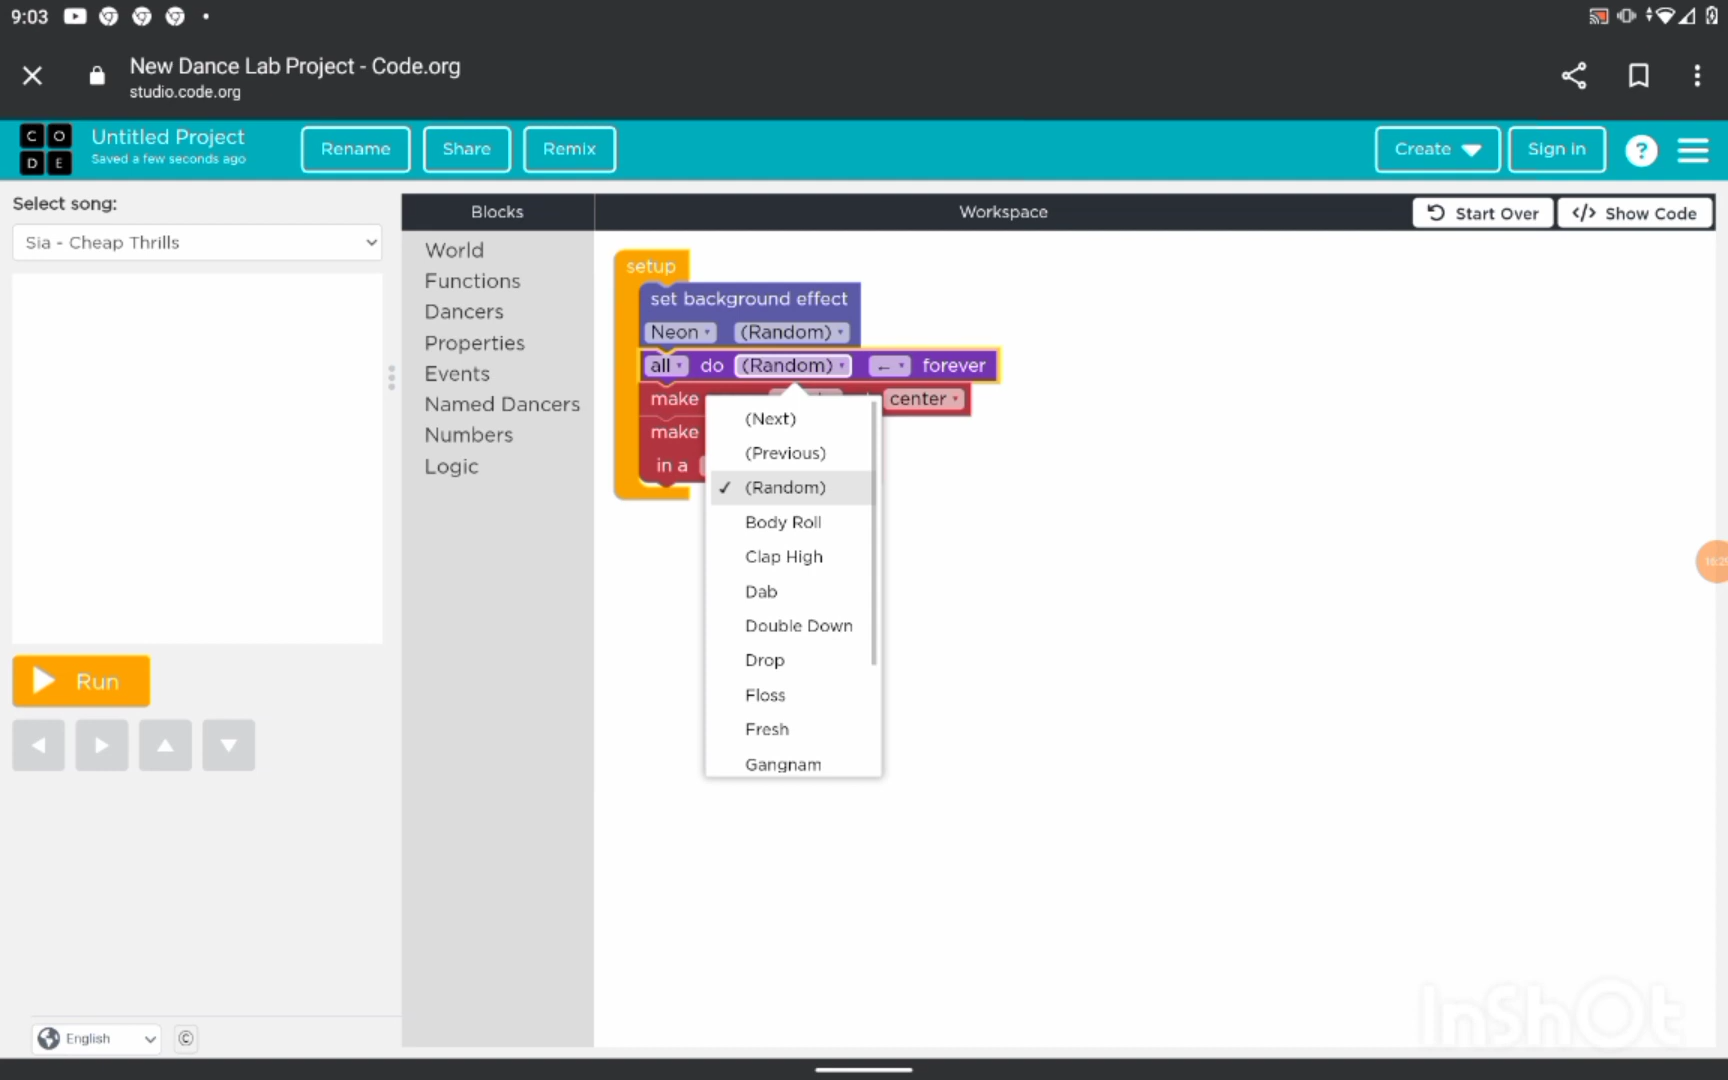 9:03
New Dance Lab Project - Code.org
studio.code.org
C O
D E
Untitled Project
Saved a few seconds ago
Rename
Share
Remix
Create
Sign in
?
Select song:
Sia - Cheap Thrills
Blocks
Workspace
Start Over
</> Show Code
World
Functions
Dancers
Properties
Events
Named Dancers
Numbers
Logic
setup
set background effect
Neon (Random)
all do (Random) ← forever
make
center
make
in a
(Next)
(Previous)
✓ (Random)
Body Roll
Clap High
Dab
Double Down
Drop
Floss
Fresh
Gangnam
Run
English
©
InShOt